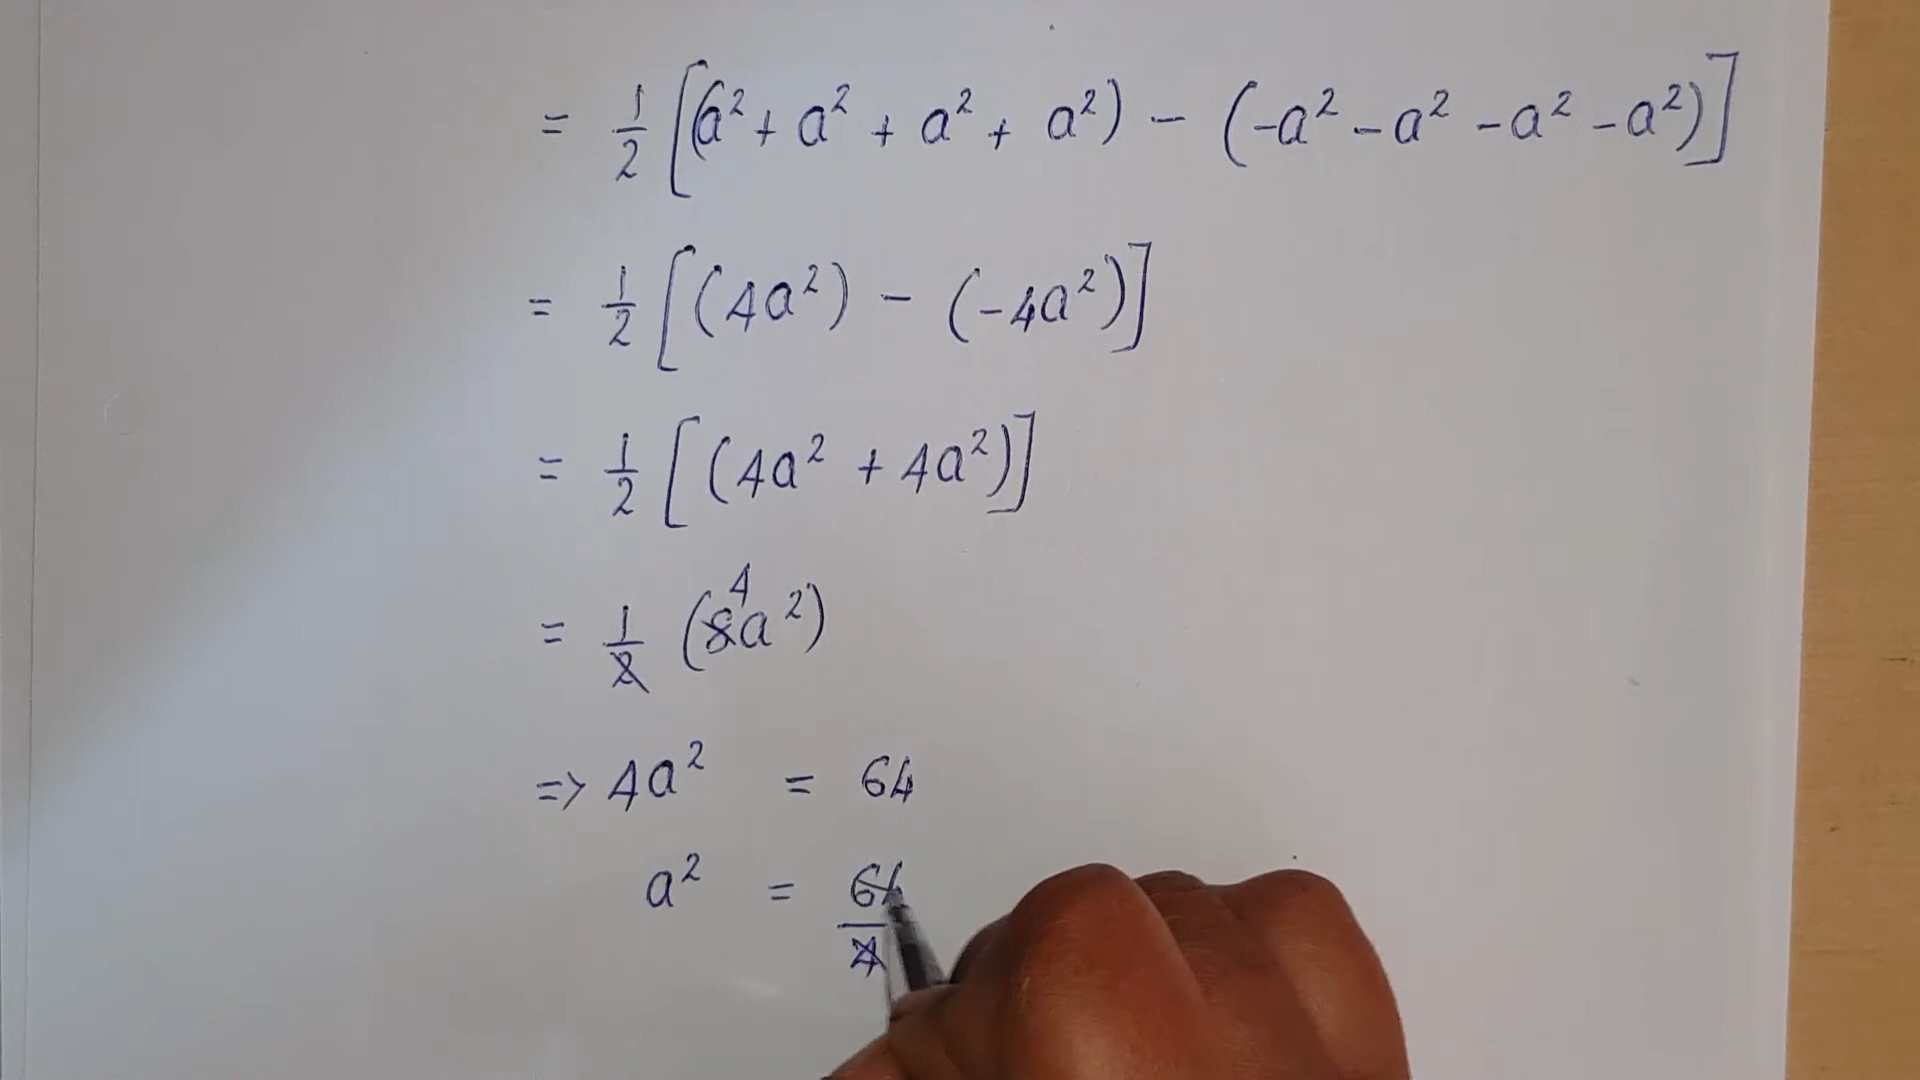 = 1/2 [(a² + a² + a² + a²) - (-a² - a² - a² - a²)]
= 1/2 [(4a²) - (-4a²)]
= 1/2 [(4a² + 4a²)]
4
= 1/2 (8a²)
=> 4a² = 64
a² = 64/4